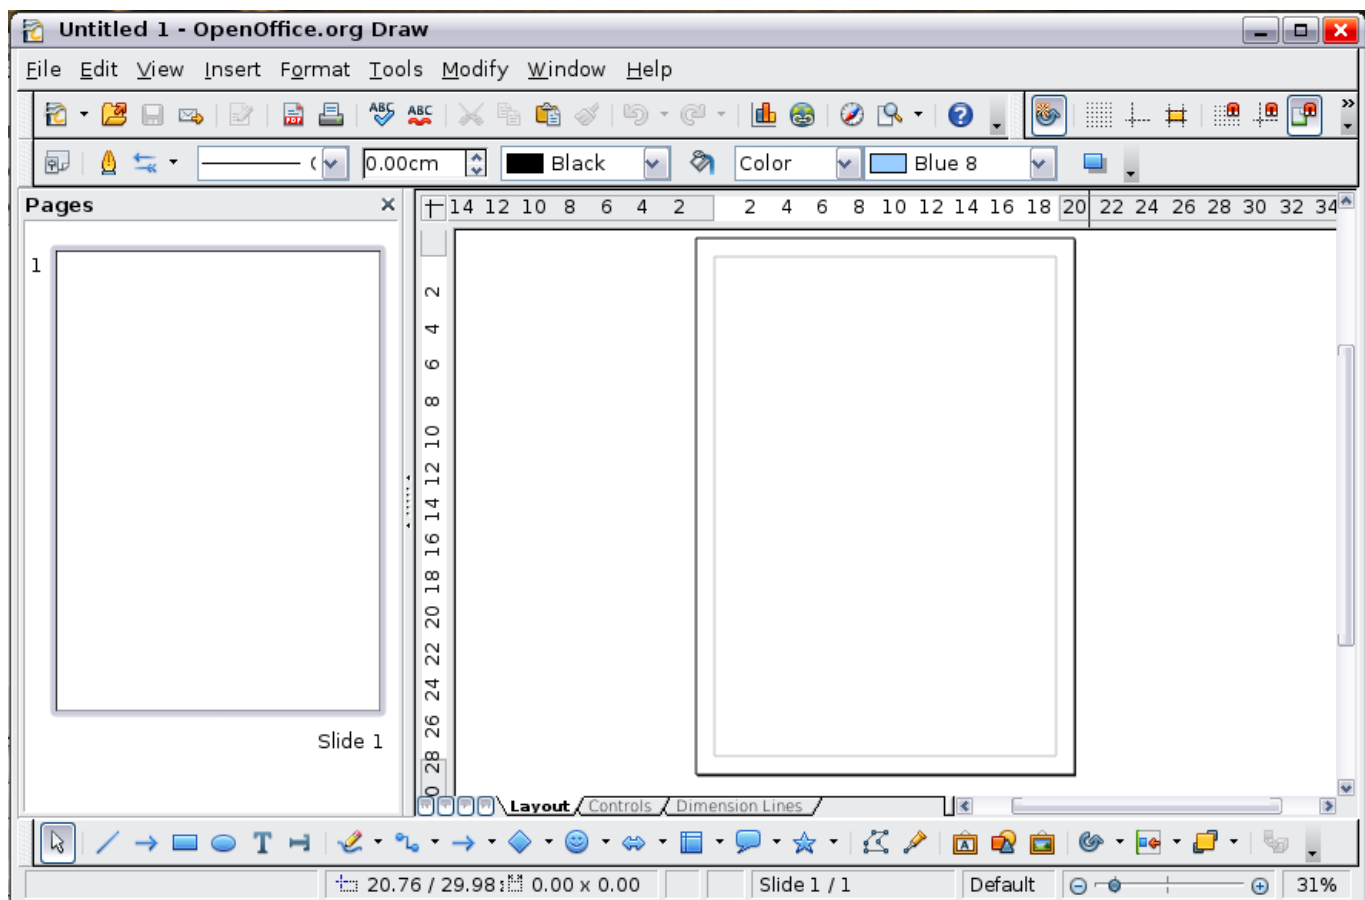 Untitled 1 - OpenOffice.org Draw
File Edit View Insert Format Tools Modify Window Help
ABC ABC
PDF
0.00cm Black Color Blue 8
Pages
14 12 10 8 6 4 2 2 4 6 8 10 12 14 16 18 20 22 24 26 28 30 32 34
1
2
4
6
8
10
12
14
16
18
20
22
24
26
28
Slide 1
Layout Controls Dimension Lines
T
A
20.76 / 29.98 0.00 x 0.00 Slide 1 / 1 Default 31%